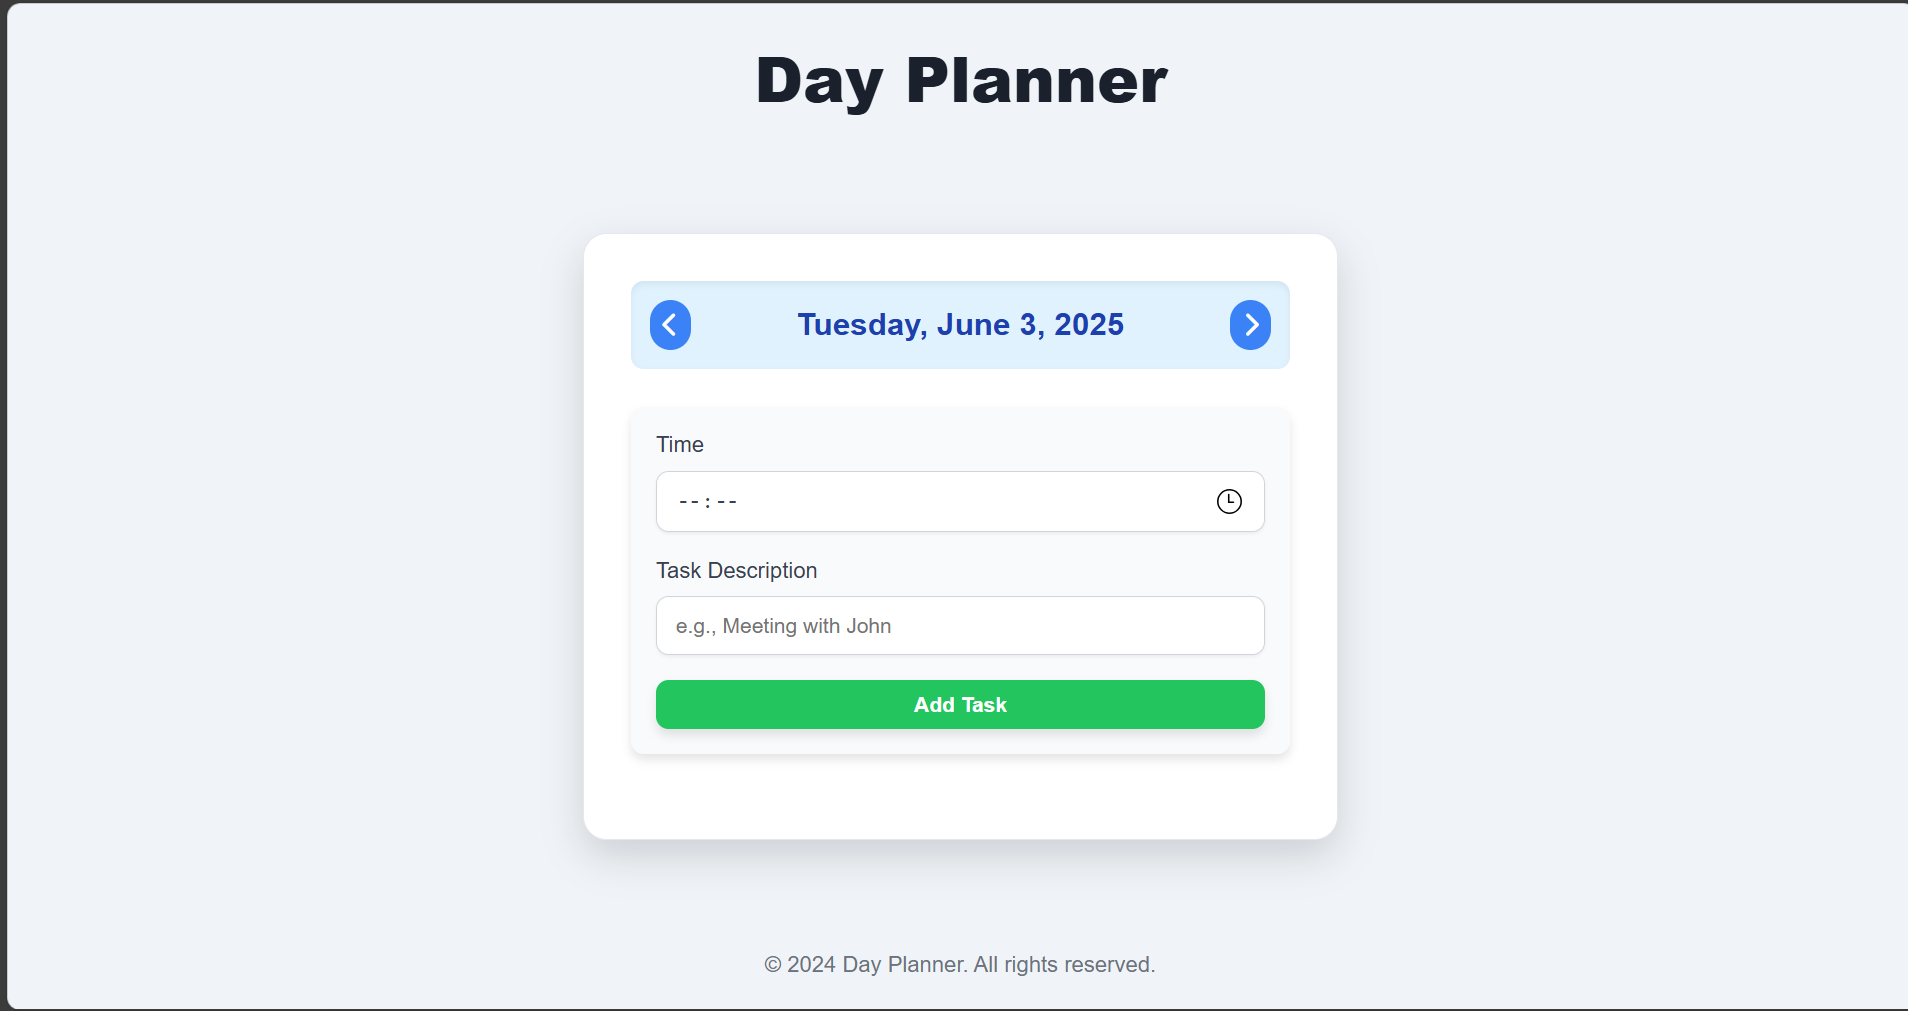 Day Planner
Tuesday, June 3, 2025
Time
--:--
Task Description
e.g., Meeting with John
Add Task
© 2024 Day Planner. All rights reserved.